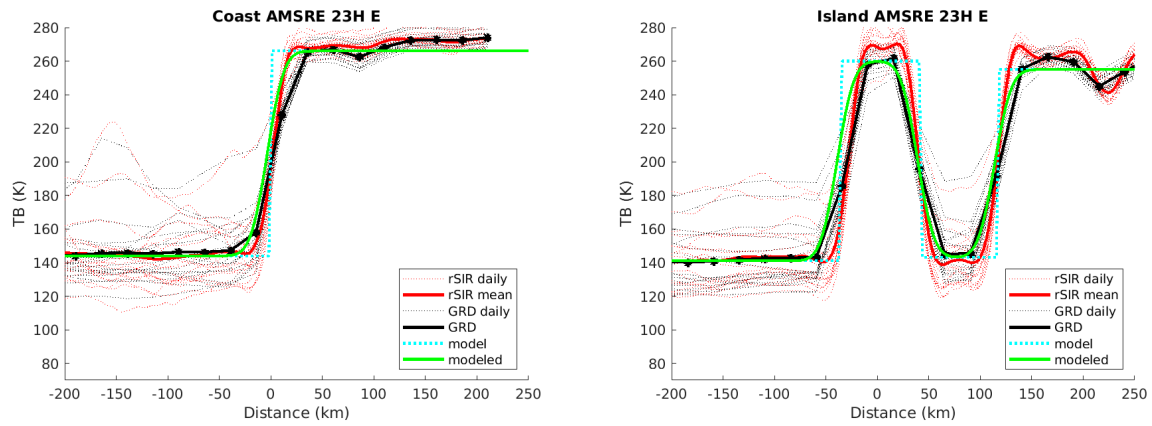 Coast AMSRE 23H E
280
260
240
220
200
180
160
140
120
100
80
TB (K)
-200 -150 -100 -50 0 50 100 150 200 250
Distance (km)
rSIR daily
rSIR mean
GRD daily
GRD
model
modeled
Island AMSRE 23H E
280
260
240
220
200
180
160
140
120
100
80
TB (K)
-200 -150 -100 -50 0 50 100 150 200 250
Distance (km)
rSIR daily
rSIR mean
GRD daily
GRD
model
modeled